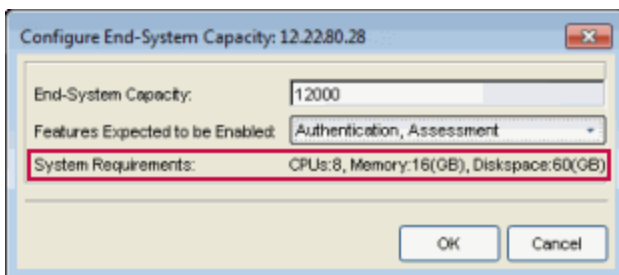 Configure End-System Capacity: 12.22.80.28
End-System Capacity: 12000
Features Expected to be Enabled: Authentication, Assessment
System Requirements: CPUs:8, Memory:16(GB), Diskspace:60(GB)
OK Cancel